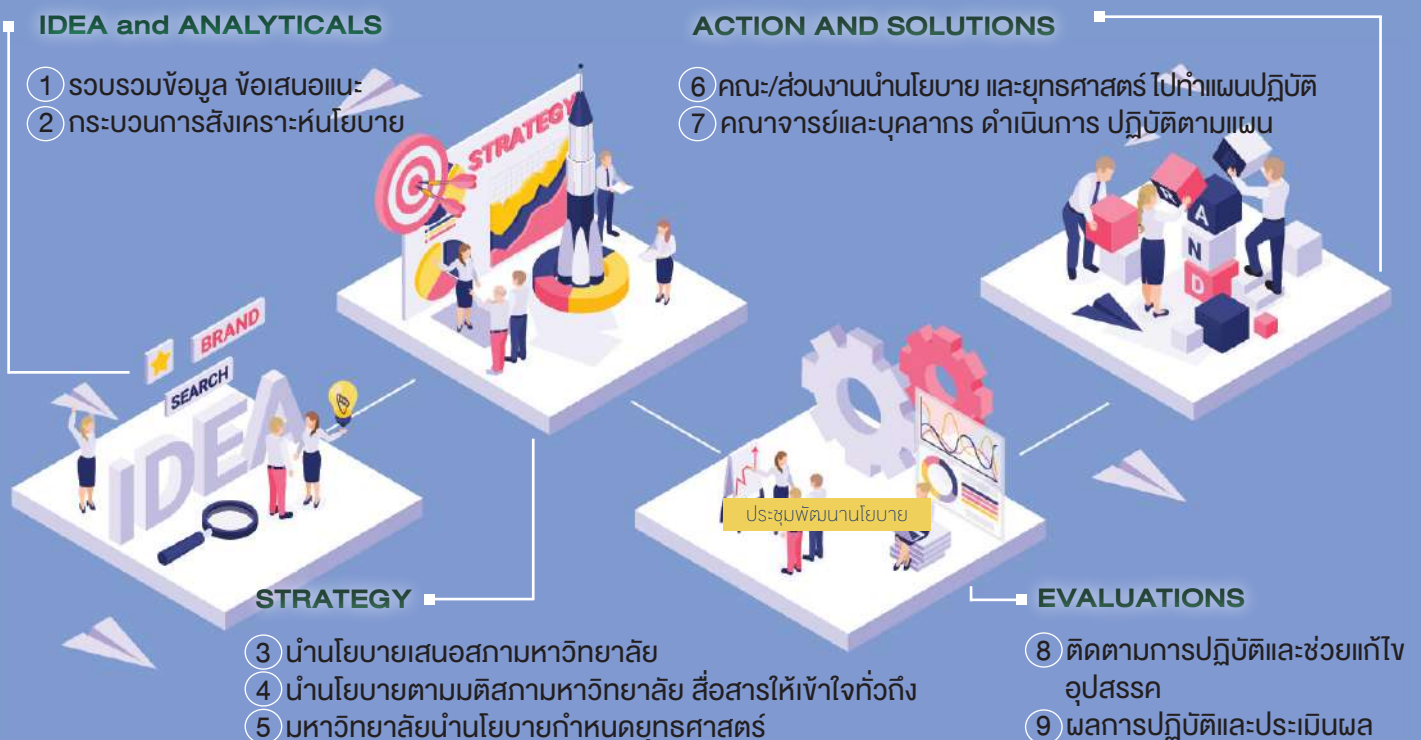 IDEA and ANALYTICALS
1 รวบรวมข้อมูล ข้อเสนอแนะ
2 กระบวนการสังเคราะห์นโยบาย
ACTION AND SOLUTIONS
6 คณะ/ส่วนงานนำนโยบาย และยุทธศาสตร์ ไปทำแผนปฏิบัติ
7 คณาจารย์และบุคลากร ดำเนินการ ปฏิบัติตามแผน
STRATEGY
BRAND
SEARCH
IDEA
R
A
N
D
ประชุมพัฒนานโยบาย
STRATEGY
3 นำนโยบายเสนอสภามหาวิทยาลัย
4 นำนโยบายตามมติสภามหาวิทยาลัย สื่อสารให้เข้าใจทั่วถึง
5 มหาวิทยาลัยนำนโยบายกำหนดยุทธศาสตร์
EVALUATIONS
8 ติดตามการปฏิบัติและช่วยแก้ไข
อุปสรรค
9 ผลการปฏิบัติและประเมินผล